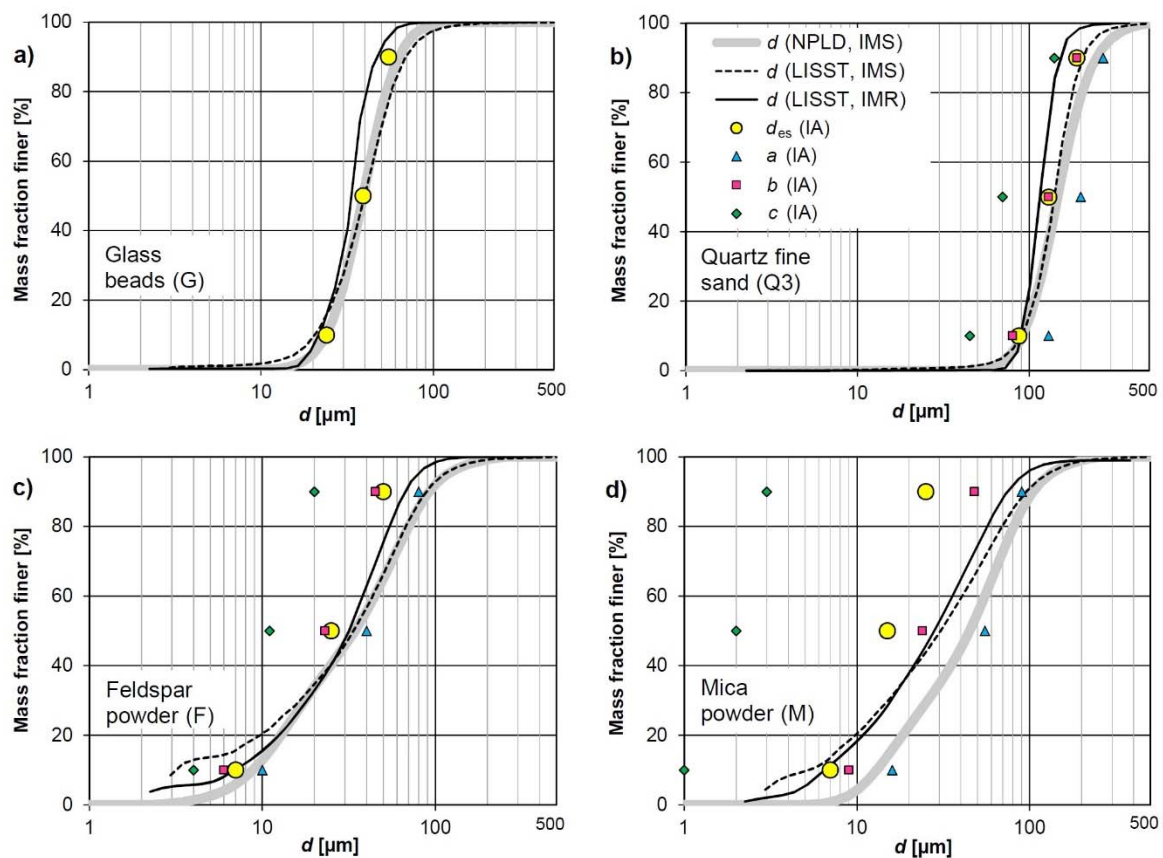 a)
Mass fraction finer [%]
100
80
60
40
20
0
Glass
beads (G)
1
10
100
500
d [µm]
b)
Mass fraction finer [%]
100
80
60
40
20
0
d (NPLD, IMS)
d (LISST, IMS)
d (LISST, IMR)
des (IA)
a (IA)
b (IA)
c (IA)
Quartz fine
sand (Q3)
1
10
100
500
d [µm]
c)
Mass fraction finer [%]
100
80
60
40
20
0
Feldspar
powder (F)
1
10
100
500
d [µm]
d)
Mass fraction finer [%]
100
80
60
40
20
0
Mica
powder (M)
1
10
100
500
d [µm]